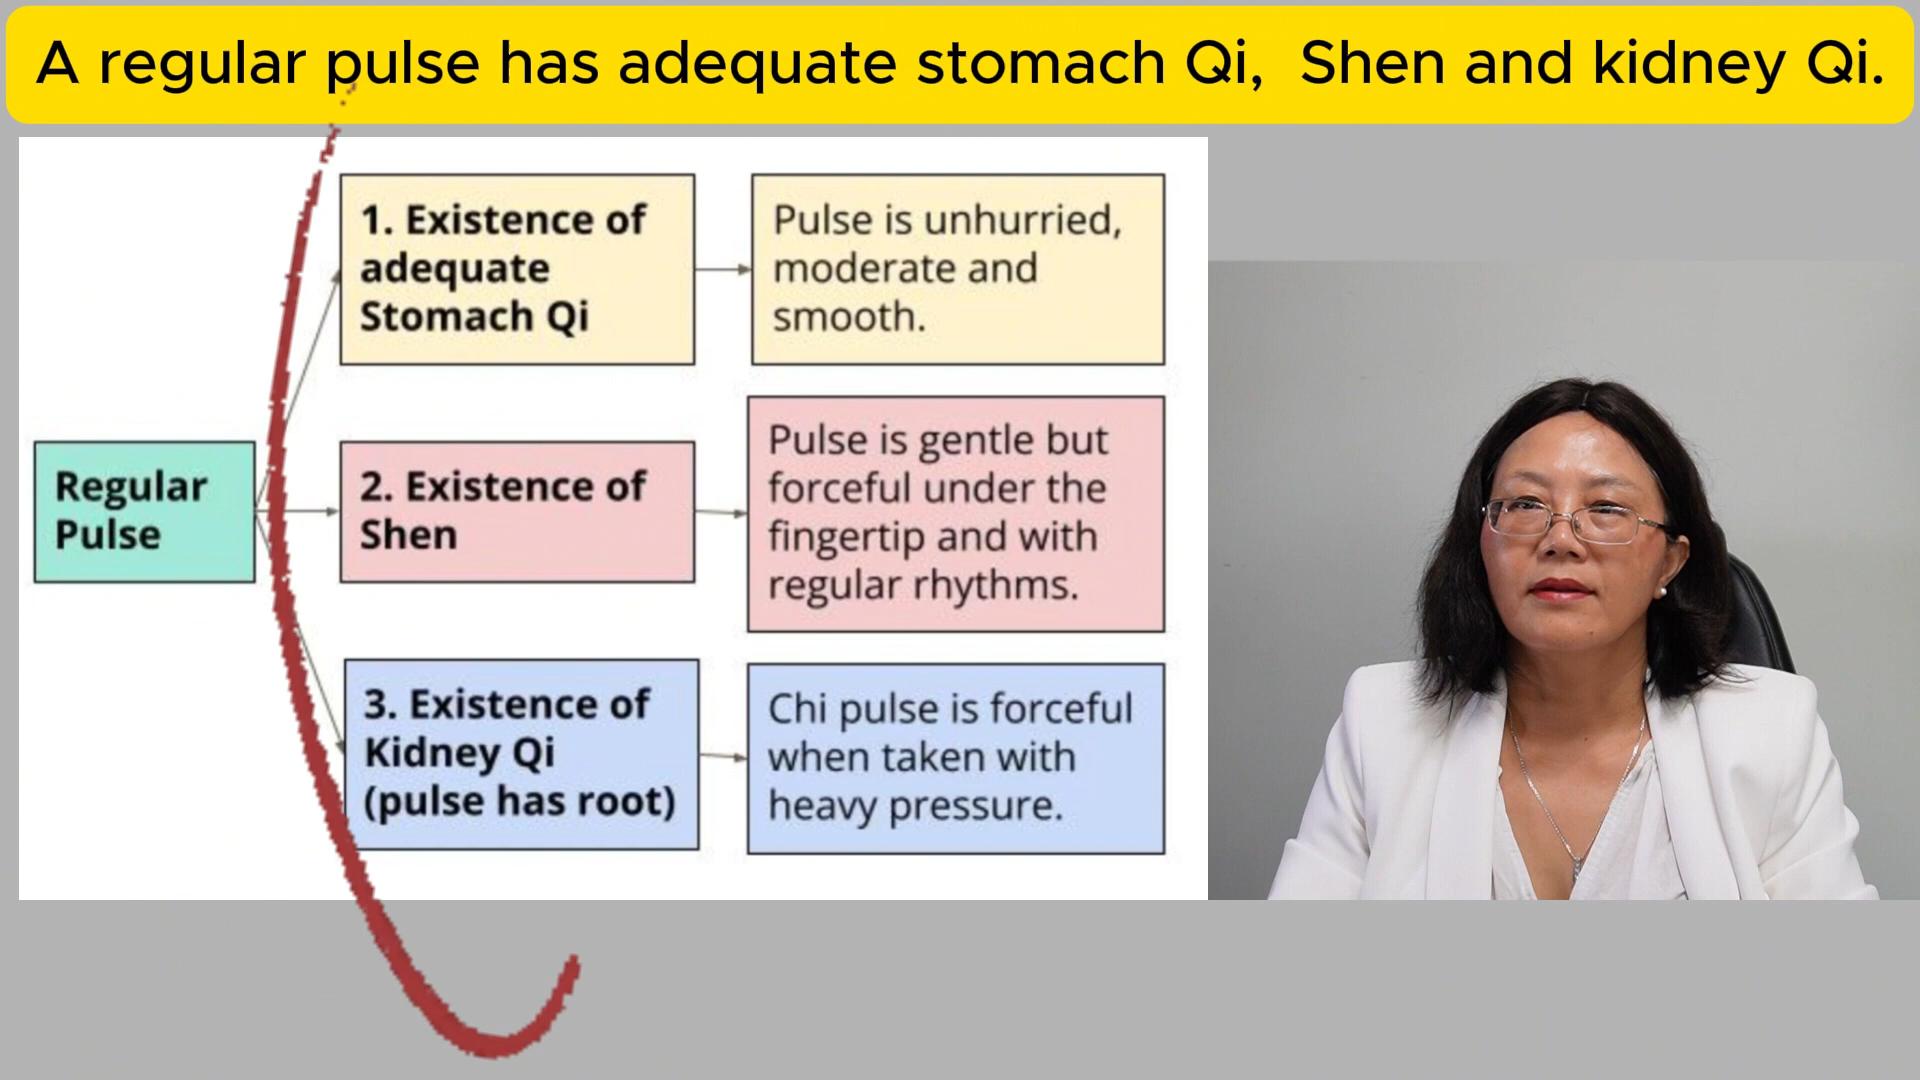 A regular pulse has adequate stomach Qi, Shen and kidney Qi.
1. Existence of
adequate
Stomach Qi
Pulse is unhurried,
moderate and
smooth.
Regular
Pulse
2. Existence of
Shen
Pulse is gentle but
forceful under the
fingertip and with
regular rhythms.
3. Existence of
Kidney Qi
(pulse has root)
Chi pulse is forceful
when taken with
heavy pressure.